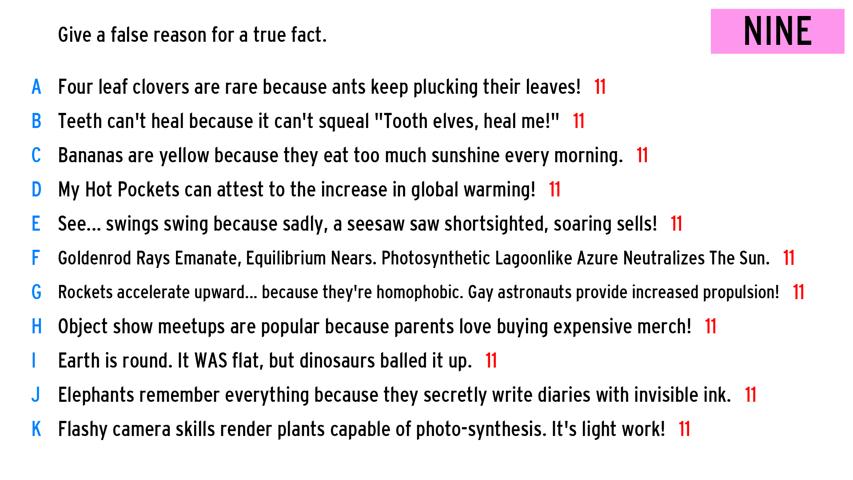 Give a false reason for a true fact.
NINE
A Four leaf clovers are rare because ants keep plucking their leaves! 11
B Teeth can't heal because it can't squeal "Tooth elves, heal me!" 11
C Bananas are yellow because they eat too much sunshine every morning. 11
D My Hot Pockets can attest to the increase in global warming! 11
E See... swings swing because sadly, a seesaw saw shortsighted, soaring sells! 11
F Goldenrod Rays Emanate, Equilibrium Nears. Photosynthetic Lagoonlike Azure Neutralizes The Sun. 11
G Rockets accelerate upward... because they're homophobic. Gay astronauts provide increased propulsion! 11
H Object show meetups are popular because parents love buying expensive merch! 11
I Earth is round. It WAS flat, but dinosaurs balled it up. 11
J Elephants remember everything because they secretly write diaries with invisible ink. 11
K Flashy camera skills render plants capable of photo-synthesis. It's light work! 11